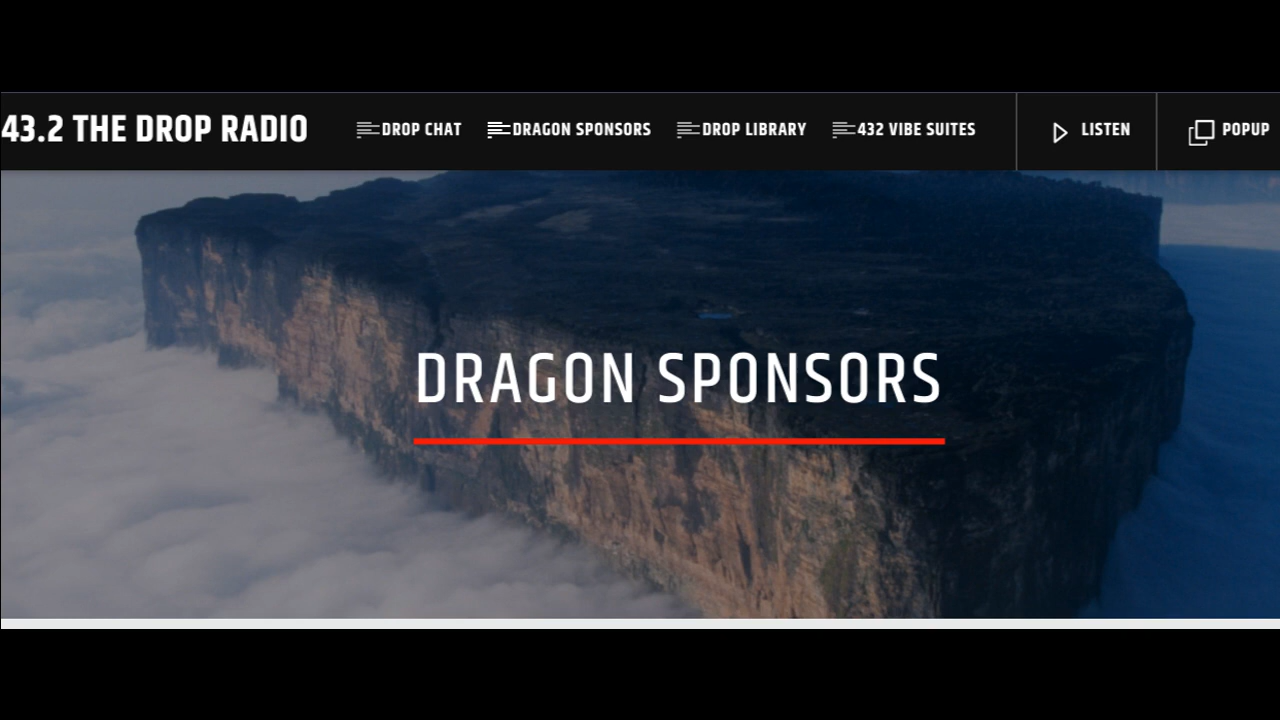 43.2 THE DROP RADIO
DROP CHAT
DRAGON SPONSORS
DROP LIBRARY
432 VIBE SUITES
LISTEN
POPUP
DRAGON SPONSORS